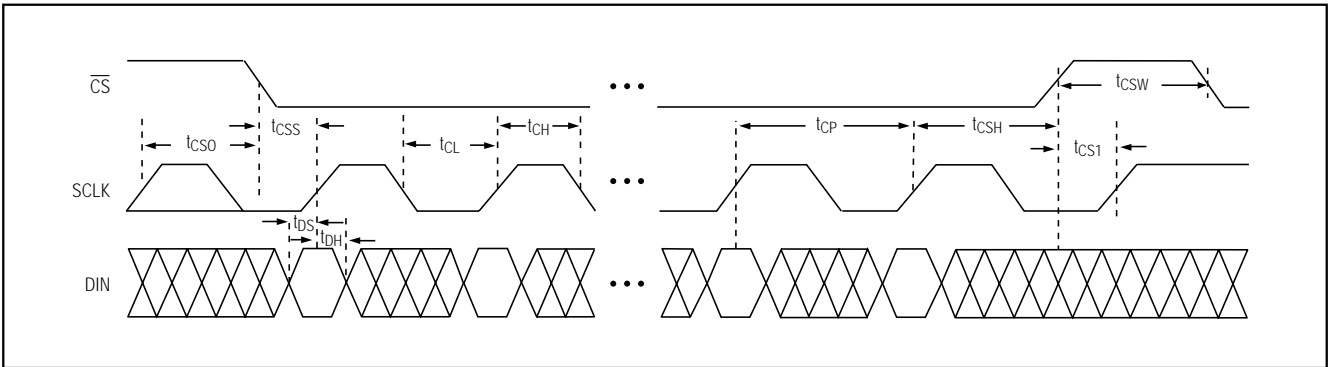 CS
tCSW
tCSS
tCH
tCP
tCSH
tCSO
tCL
tCS1
SCLK
tDS
tDH
DIN